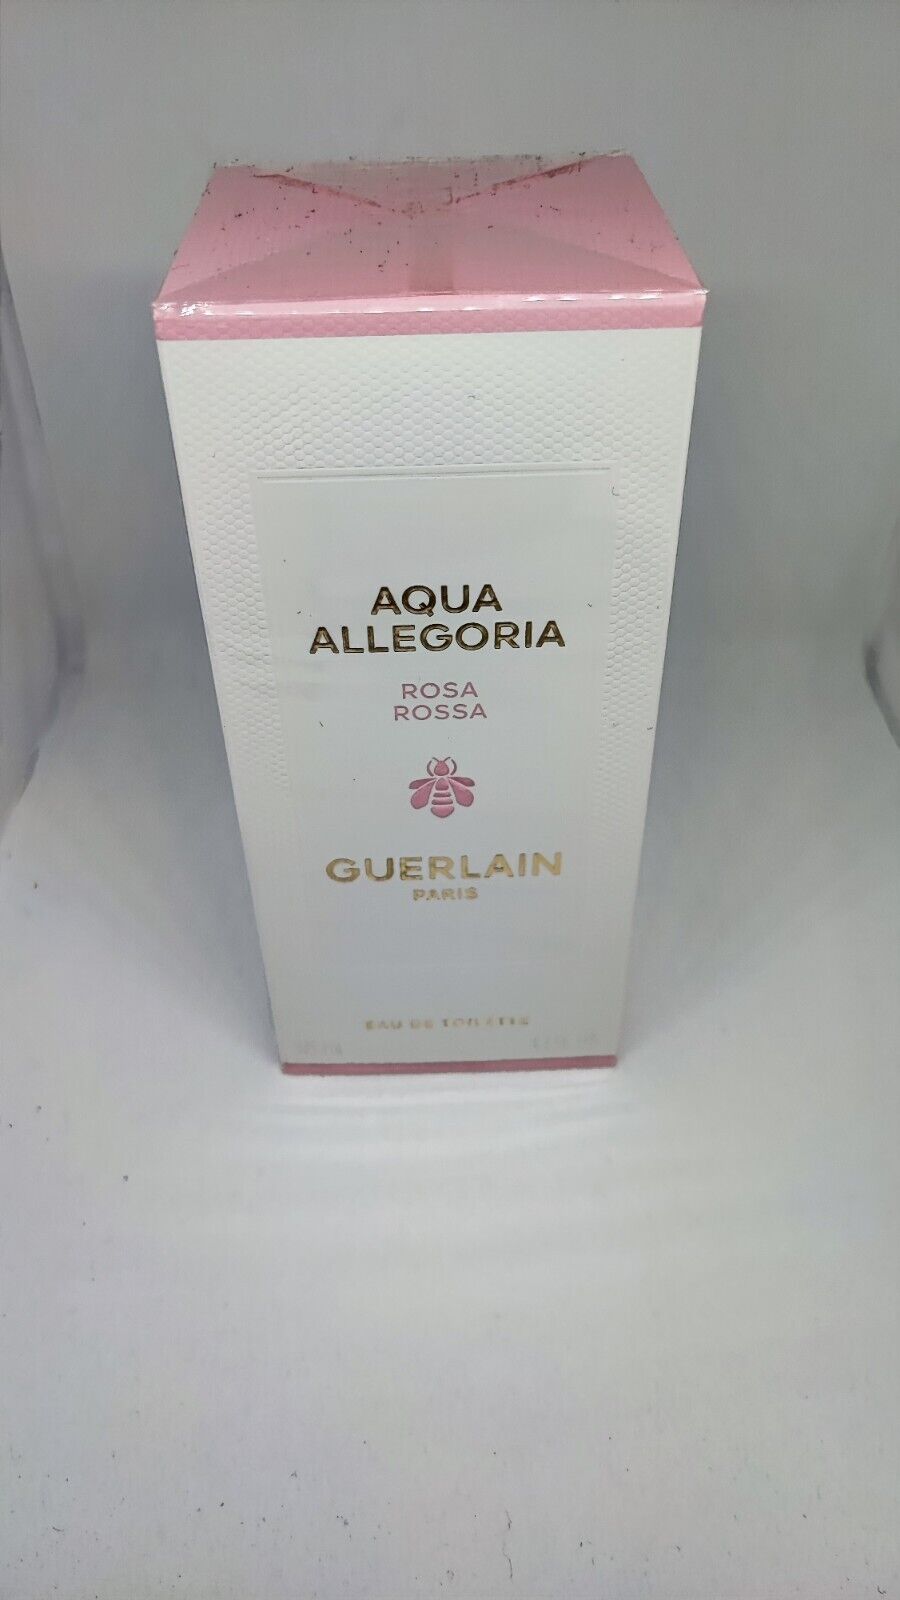 AQUA
ALLEGORIA
ROSA
ROSSA
GUERLAIN
PARIS
EAU DE TOILETTE